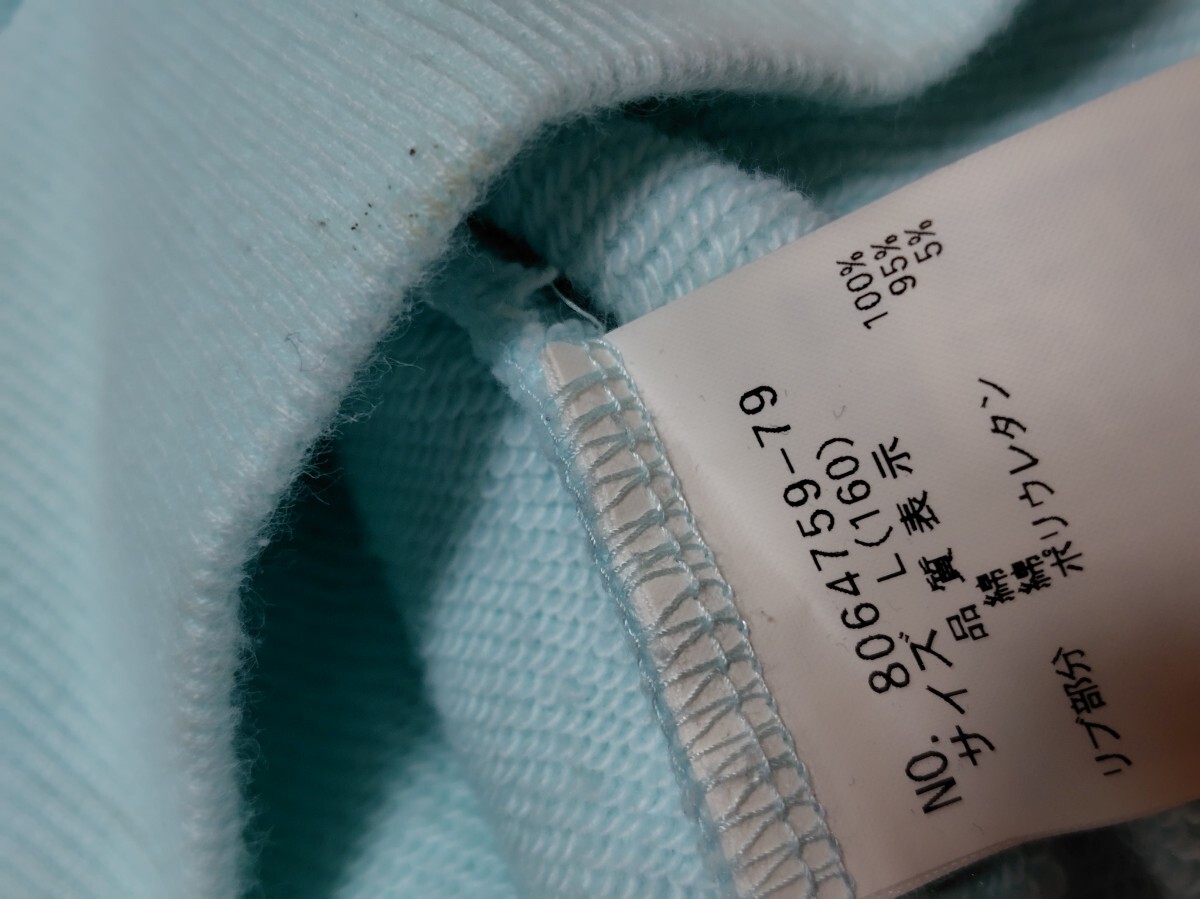 NO. 8064759-79
サイズ L(160)
品質表示
綿 100%
リブ部分 綿 95%
ポリウレタン 5%